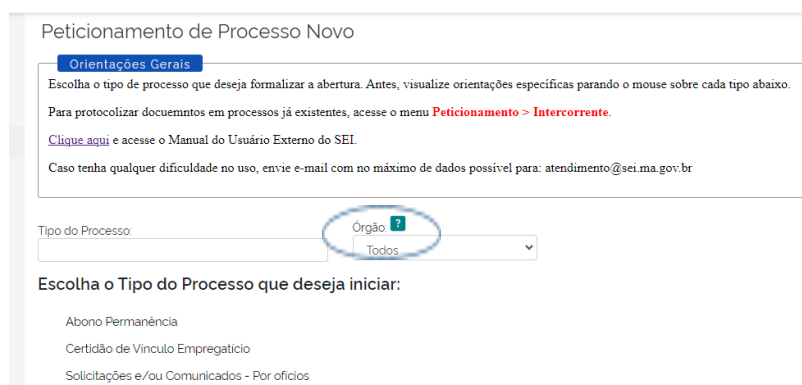 Peticionamento de Processo Novo
Orientações Gerais
Escolha o tipo de processo que deseja formalizar a abertura. Antes, visualize orientações específicas parando o mouse sobre cada tipo abaixo.
Para protocolizar docuemntos em processos já existentes, acesse o menu Peticionamento > Intercorrente.
Clique aqui e acesse o Manual do Usuário Externo do SEI.
Caso tenha qualquer dificuldade no uso, envie e-mail com no máximo de dados possível para: atendimento@sei.ma.gov.br
Tipo do Processo: Órgão: ?
Todos
Escolha o Tipo do Processo que deseja iniciar:
Abono Permanência
Certidão de Vínculo Empregatício
Solicitações e/ou Comunicados - Por ofícios